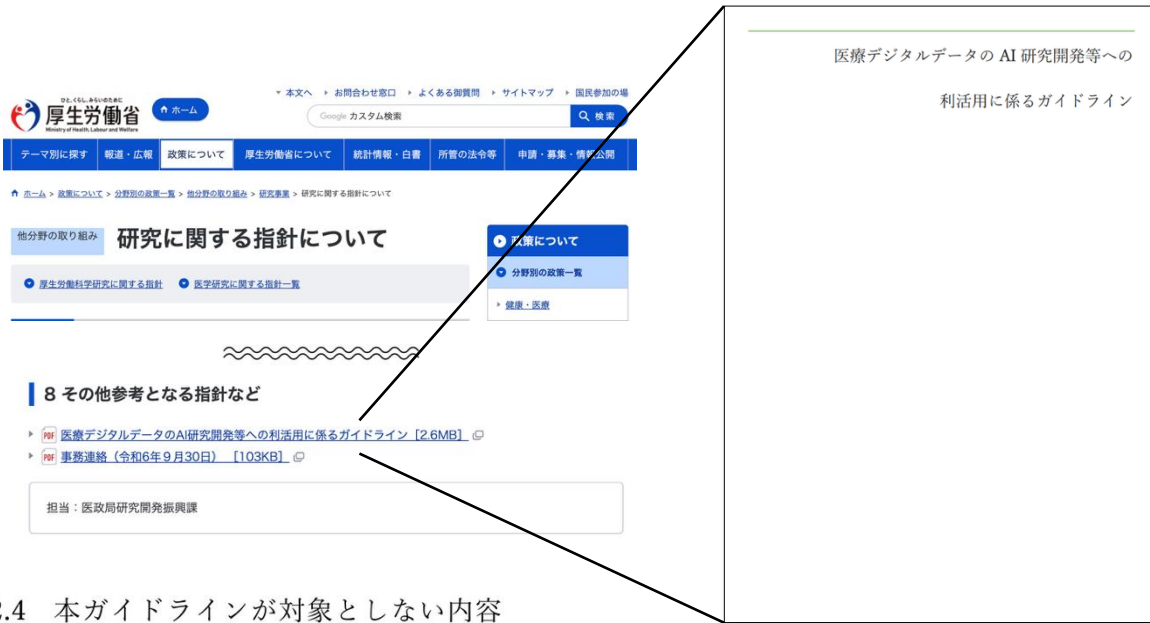 医療デジタルデータの AI 研究開発等への
利活用に係るガイドライン
本文へ お問合わせ窓口 よくある御質問 サイトマップ 国民参加の場
ひと、くらし、みらいのために
厚生労働省
Ministry of Health, Labour and Welfare
ホーム
Google カスタム検索
検索
テーマ別に探す 報道・広報 政策について 厚生労働省について 統計情報・白書 所管の法令等 申請・募集・情報公開
ホーム > 政策について > 分野別の政策一覧 > 他分野の取り組み > 研究事業 > 研究に関する指針について
他分野の取り組み 研究に関する指針について
政策について
分野別の政策一覧
健康・医療
厚生労働科学研究に関する指針 医学研究に関する指針一覧
8 その他参考となる指針など
PDF 医療デジタルデータのAI研究開発等への利活用に係るガイドライン [2.6MB]
PDF 事務連絡（令和6年９月30日） [103KB]
担当：医政局研究開発振興課
2.4 本ガイドラインが対象としない内容